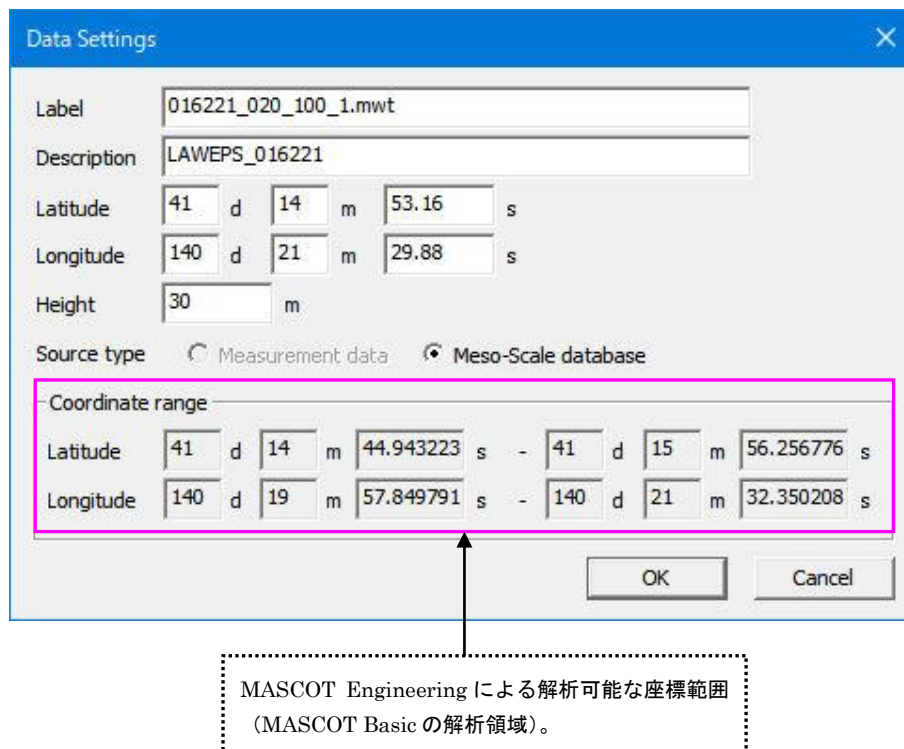 Data Settings
Label 016221_020_100_1.mwt
Description LAWEPS_016221
Latitude 41 d 14 m 53.16 s
Longitude 140 d 21 m 29.88 s
Height 30 m
Source type Measurement data Meso-Scale database
Coordinate range
Latitude 41 d 14 m 44.943223 s - 41 d 15 m 56.256776 s
Longitude 140 d 19 m 57.849791 s - 140 d 21 m 32.350208 s
OK Cancel
MASCOT Engineering による解析可能な座標範囲
（MASCOT Basic の解析領域）。